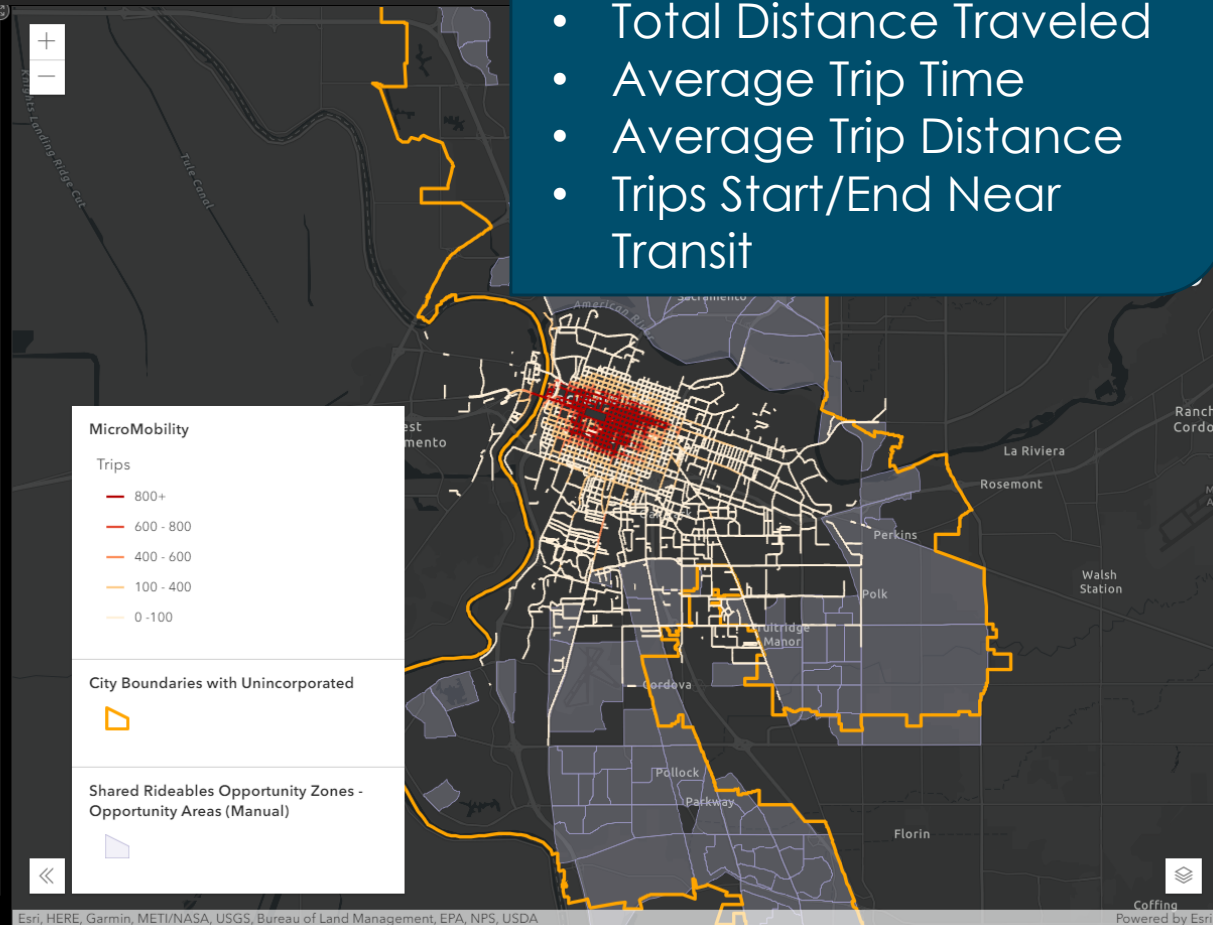 • Total Distance Traveled
• Average Trip Time
• Average Trip Distance
• Trips Start/End Near
Transit
Knights Landing Ridge Cut
Tule Canal
American River
Sacramento
MicroMobility
Trips
800+
600 - 800
400 - 600
100 - 400
0 -100
City Boundaries with Unincorporated
Shared Rideables Opportunity Zones -
Opportunity Areas (Manual)
La Riviera
Rosemont
Perkins
Walsh
Station
Polk
Manor
Cordova
Pollock
Parkway
Florin
Coffing
Esri, HERE, Garmin, METI/NASA, USGS, Bureau of Land Management, EPA, NPS, USDA
Powered by Esri